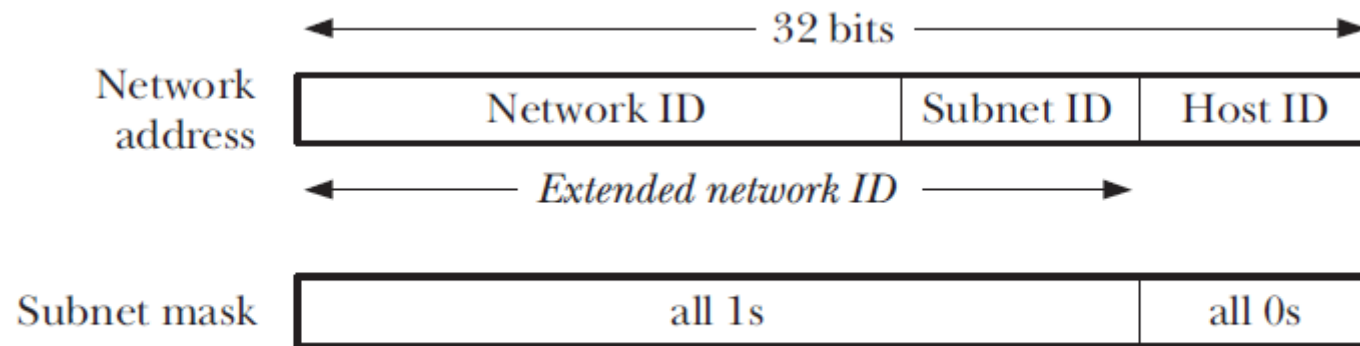 32 bits
Network
address
Network ID
Subnet ID
Host ID
Extended network ID
Subnet mask
all 1s
all 0s